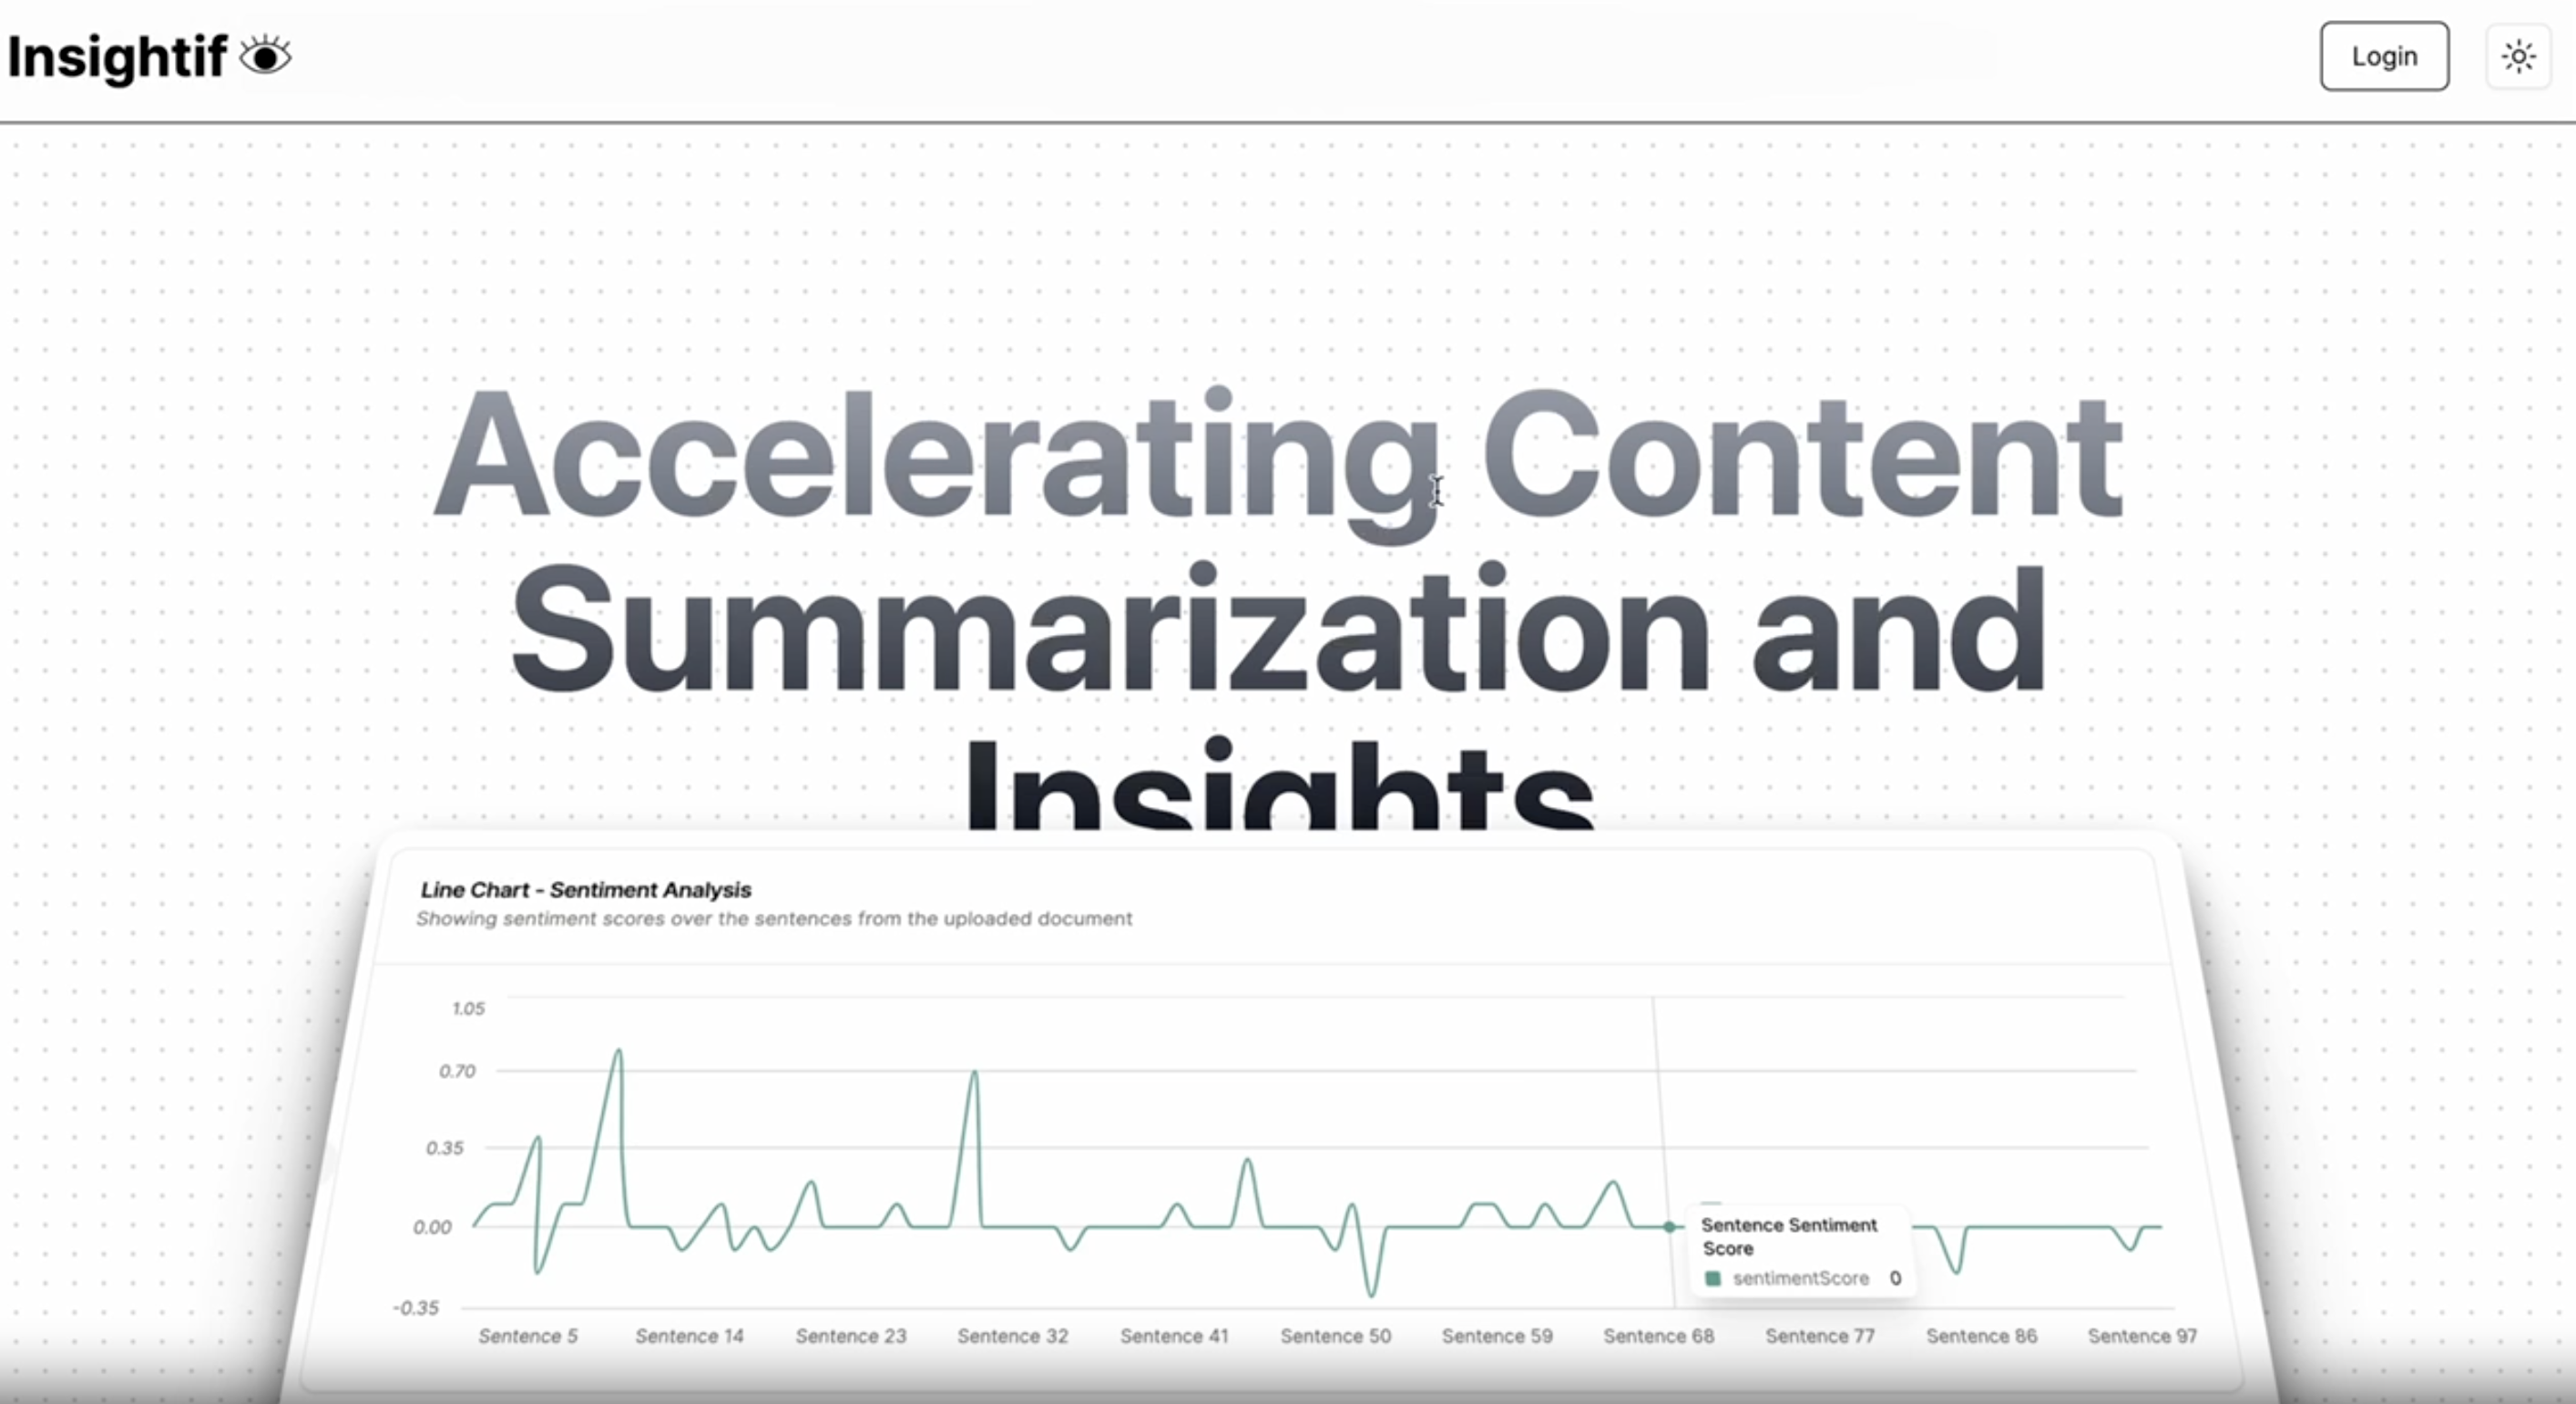 Insightif
Login
Accelerating Content
Summarization and
Insights
Line Chart - Sentiment Analysis
Showing sentiment scores over the sentences from the uploaded document
1.05
0.70
0.35
0.00
-0.35
Sentence Sentiment
Score
sentimentScore 0
Sentence 5 Sentence 14 Sentence 23 Sentence 32 Sentence 41 Sentence 50 Sentence 59 Sentence 68 Sentence 77 Sentence 86 Sentence 97